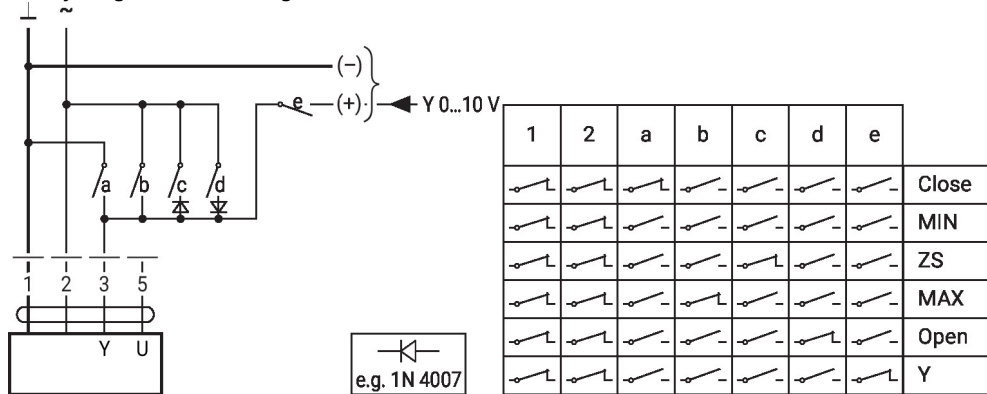 ⊥ ~
(–)
e (+) Y 0...10 V
a b c d
1 2 3 5
Y U
e.g. 1N 4007
1 2 a b c d e
Close
MIN
ZS
MAX
Open
Y